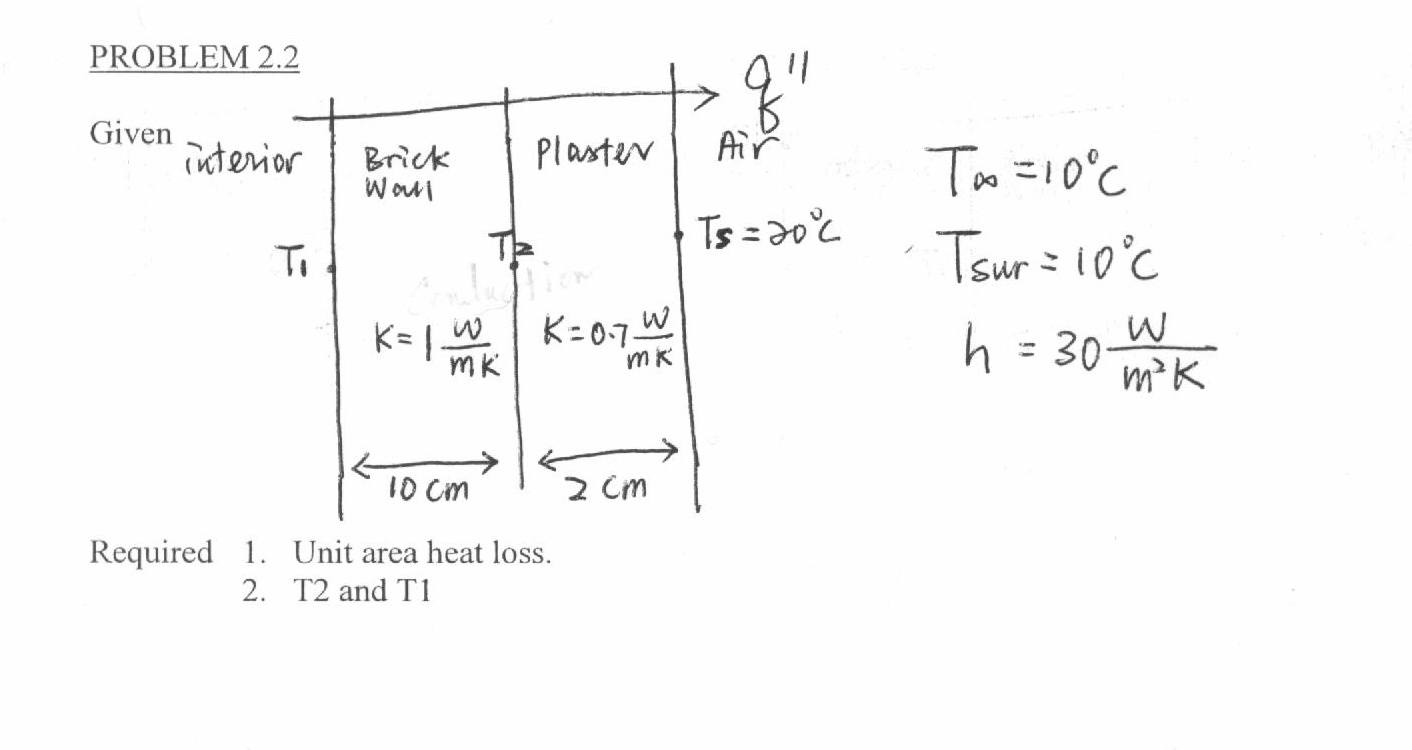 PROBLEM 2.2
q"
Given
interior
Brick
Wall
Plaster
Air
T1
T2
Ts = 20°C
Conduction
K = 1 W/mK
K = 0.7 W/mK
10 cm
2 cm
T∞ = 10°C
Tsur = 10°C
h = 30 W/m²K
Required 1. Unit area heat loss.
2. T2 and T1